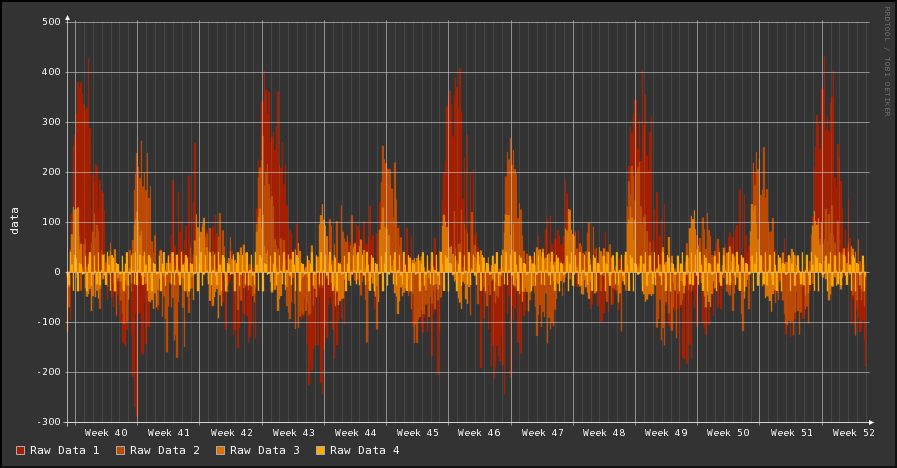 RRDTOOL / TOBI OETIKER
500
400
300
200
100
0
-100
-200
-300
data
Week 40 Week 41 Week 42 Week 43 Week 44 Week 45 Week 46 Week 47 Week 48 Week 49 Week 50 Week 51 Week 52
Raw Data 1 Raw Data 2 Raw Data 3 Raw Data 4